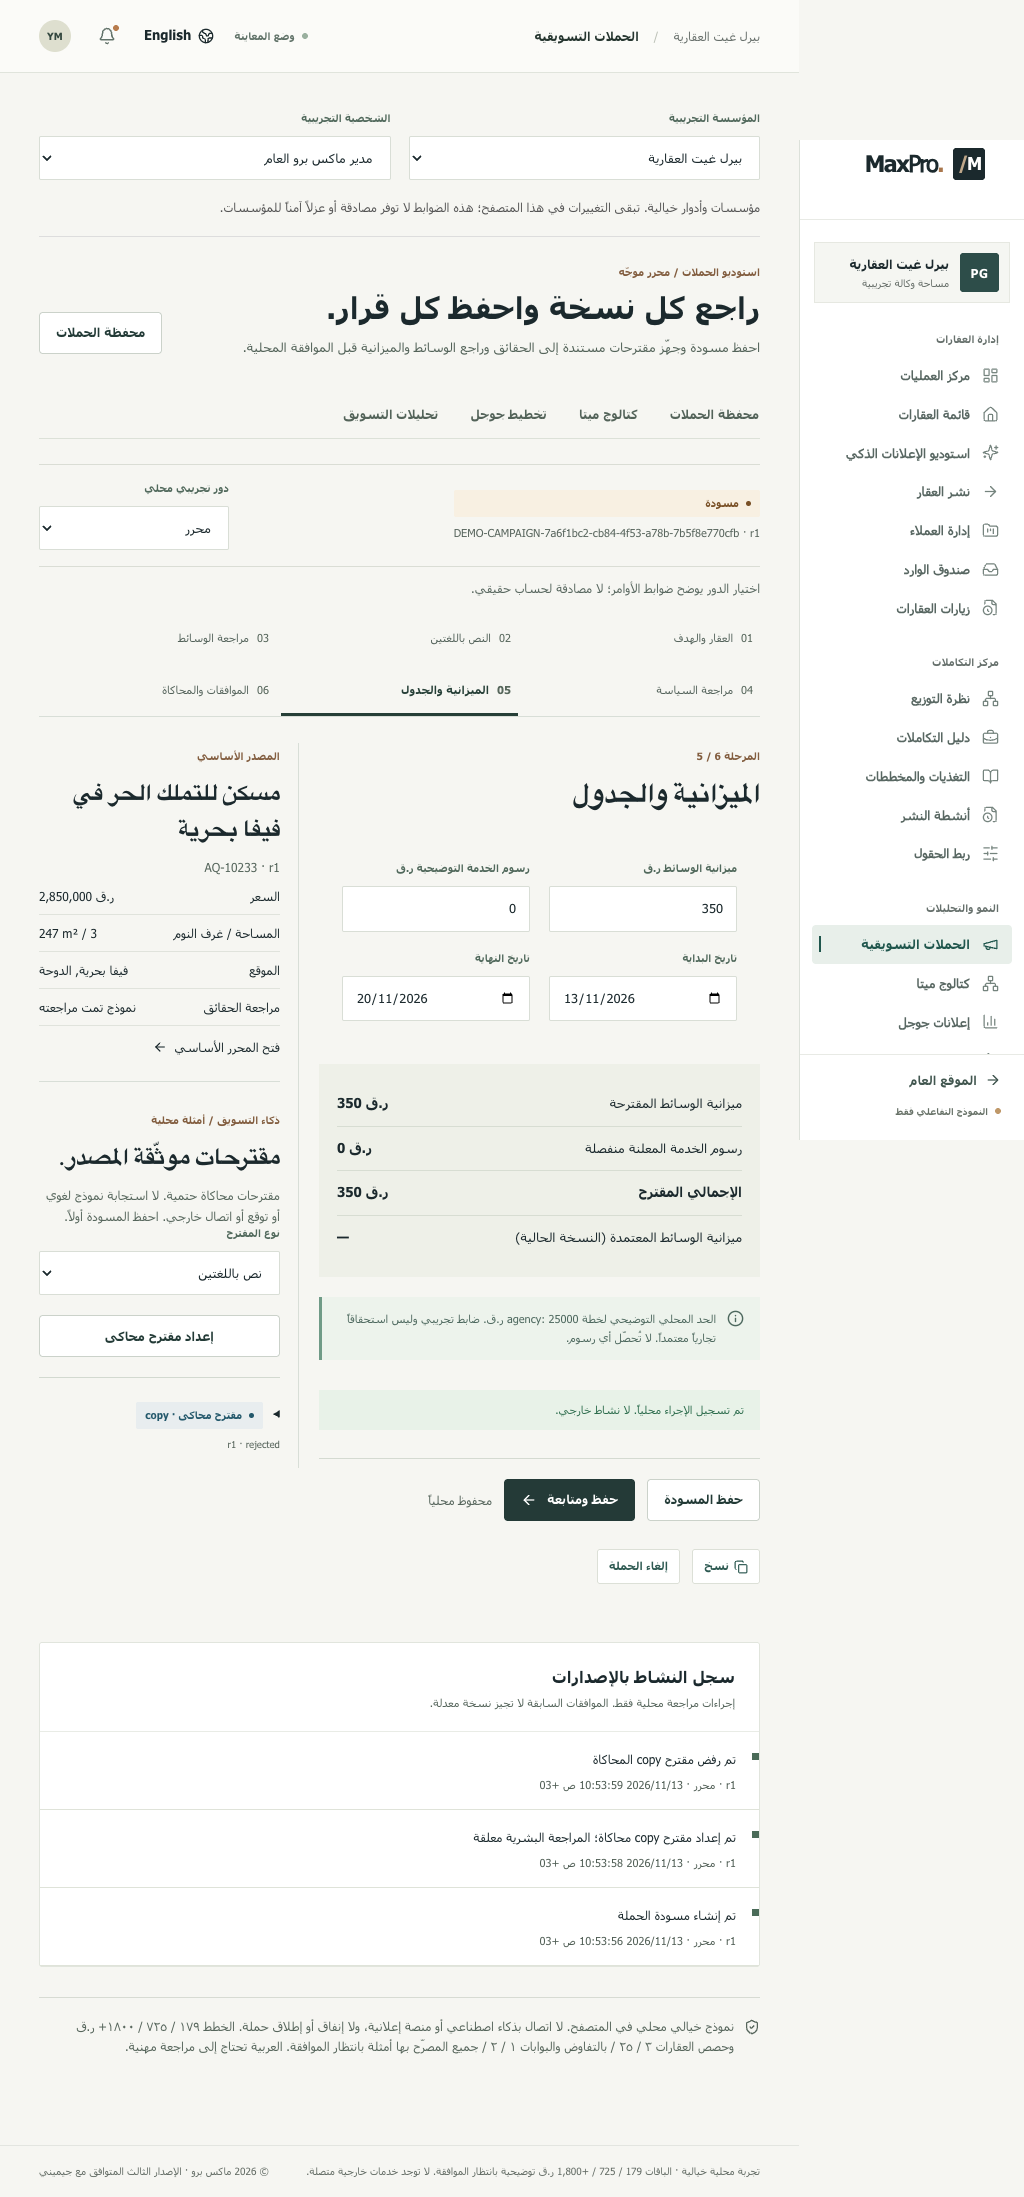 بيرل غيت العقارية / الحملات التسويقية
وضع المعاينة
English
YM
MaxPro.
/M
PG
بيرل غيت العقارية
مساحة وكالة تجريبية
إدارة العقارات
مركز العمليات
قائمة العقارات
استوديو الإعلانات الذكي
نشر العقار
إدارة العملاء
صندوق الوارد
زيارات العقارات
مركز التكاملات
نظرة التوزيع
دليل التكاملات
التغذيات والمخططات
أنشطة النشر
ربط الحقول
النمو والتحليلات
الحملات التسويقية
كتالوج ميتا
إعلانات جوجل
الموقع العام
النموذج التفاعلي فقط
المؤسسة التجريبية
بيرل غيت العقارية
الشخصية التجريبية
مدير ماكس برو العام
مؤسسات وأدوار خيالية. تبقى التغييرات في هذا المتصفح؛ هذه الضوابط لا توفر مصادقة أو عزلاً آمناً للمؤسسات.
استوديو الحملات / محرر موجّه
راجع كل نسخة واحفظ كل قرار.
احفظ مسودة وجهّز مقترحات مستندة إلى الحقائق وراجع الوسائط والميزانية قبل الموافقة المحلية.
محفظة الحملات
محفظة الحملات
كتالوج ميتا
تخطيط جوجل
تحليلات التسويق
مسودة
DEMO-CAMPAIGN-7a6f1bc2-cb84-4f53-a78b-7b5f8e770cfb · r1
دور تجريبي محلي
محرر
اختيار الدور يوضح ضوابط الأوامر؛ لا مصادقة لحساب حقيقي.
01 العقار والهدف
02 النص باللغتين
03 مراجعة الوسائط
04 مراجعة السياسة
05 الميزانية والجدول
06 الموافقات والمحاكاة
المرحلة 6 / 5
الميزانية والجدول
ميزانية الوسائط ر.ق
350
رسوم الخدمة التوضيحية ر.ق
0
تاريخ البداية
13/11/2026
تاريخ النهاية
20/11/2026
ميزانية الوسائط المقترحة
ر.ق 350
رسوم الخدمة المعلنة منفصلة
ر.ق 0
الإجمالي المقترح
ر.ق 350
ميزانية الوسائط المعتمدة (النسخة الحالية)
—
الحد المحلي التوضيحي لخطة agency: 25000 ر.ق. ضابط تجريبي وليس استحقاقاً
تجارياً معتمداً. لا تُحصّل أي رسوم.
تم تسجيل الإجراء محلياً. لا نشاط خارجي.
حفظ المسودة
حفظ ومتابعة
محفوظ محلياً
نسخ
إلغاء الحملة
المصدر الأساسي
مسكن للتملك الحر في
فيفا بحرية
AQ-10233 · r1
السعر
ر.ق 2,850,000
المساحة / غرف النوم
247 m² / 3
الموقع
فيفا بحرية, الدوحة
مراجعة الحقائق
نموذج تمت مراجعته
فتح المحرر الأساسي
ذكاء التسويق / أمثلة محلية
مقترحات موثّقة المصدر.
مقترحات محاكاة حتمية. لا استجابة نموذج لغوي
أو توقع أو اتصال خارجي. احفظ المسودة أولاً.
نوع المقترح
نص باللغتين
إعداد مقترح محاكى
مقترح محاكى · copy
r1 · rejected
سجل النشاط بالإصدارات
إجراءات مراجعة محلية فقط. الموافقات السابقة لا تجيز نسخة معدلة.
تم رفض مقترح copy المحاكاة
r1 · محرر · 2026/11/13 10:53:59 ص +03
تم إعداد مقترح copy محاكاة؛ المراجعة البشرية معلقة
r1 · محرر · 2026/11/13 10:53:58 ص +03
تم إنشاء مسودة الحملة
r1 · محرر · 2026/11/13 10:53:56 ص +03
نموذج خيالي محلي في المتصفح. لا اتصال بذكاء اصطناعي أو منصة إعلانية، ولا إنفاق أو إطلاق حملة. الخطط ١٧٩ / ٧٢٥ / ١٨٠٠+ ر.ق
وحصص العقارات ٣ / ٢٥ / بالتفاوض والبوابات ١ / ٢ / جميع المصرّح بها أمثلة بانتظار الموافقة. العربية تحتاج إلى مراجعة مهنية.
تجربة محلية خيالية · الباقات 179 / 725 / +1,800 ر.ق توضيحية بانتظار الموافقة. لا توجد خدمات خارجية متصلة.
© 2026 ماكس برو · الإصدار الثالث المتوافق مع جيميني